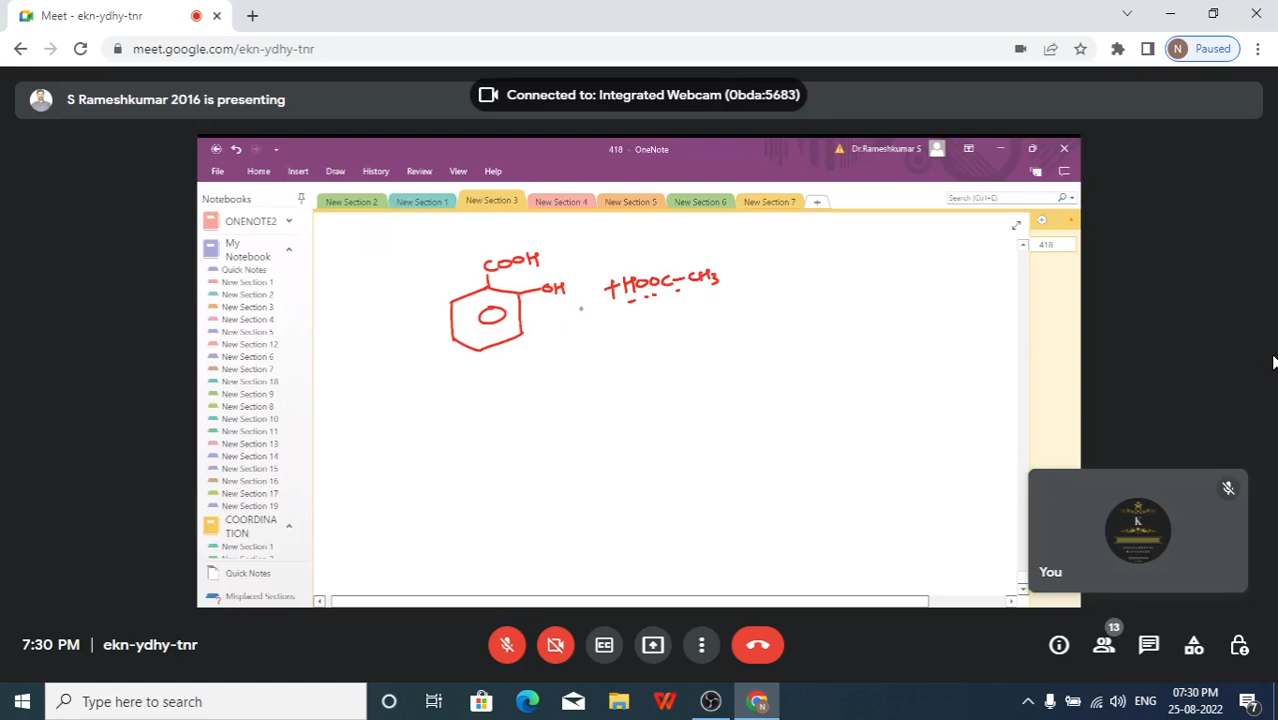 Meet - ekn-ydhy-tnr
meet.google.com/ekn-ydhy-tnr
N Paused
S Rameshkumar 2016 is presenting
Connected to: Integrated Webcam (0bda:5683)
418 - OneNote
Dr.Rameshkumar S
File Home Insert Draw History Review View Help
Notebooks
New Section 2 New Section 1 New Section 3 New Section 4 New Section 5 New Section 6 New Section 7
Search (Ctrl+E)
ONENOTE2
418
My Notebook
Quick Notes
New Section 1
New Section 2
New Section 3
New Section 4
New Section 5
New Section 12
New Section 6
New Section 7
New Section 18
New Section 9
New Section 8
New Section 10
New Section 11
New Section 13
New Section 14
New Section 15
New Section 16
New Section 17
New Section 19
COORDINA
TION
New Section 1
Quick Notes
Misplaced Sections
COOH
OH
+HOOC-CH3
K
You
7:30 PM ekn-ydhy-tnr
13
Type here to search
ENG
07:30 PM
25-08-2022
7